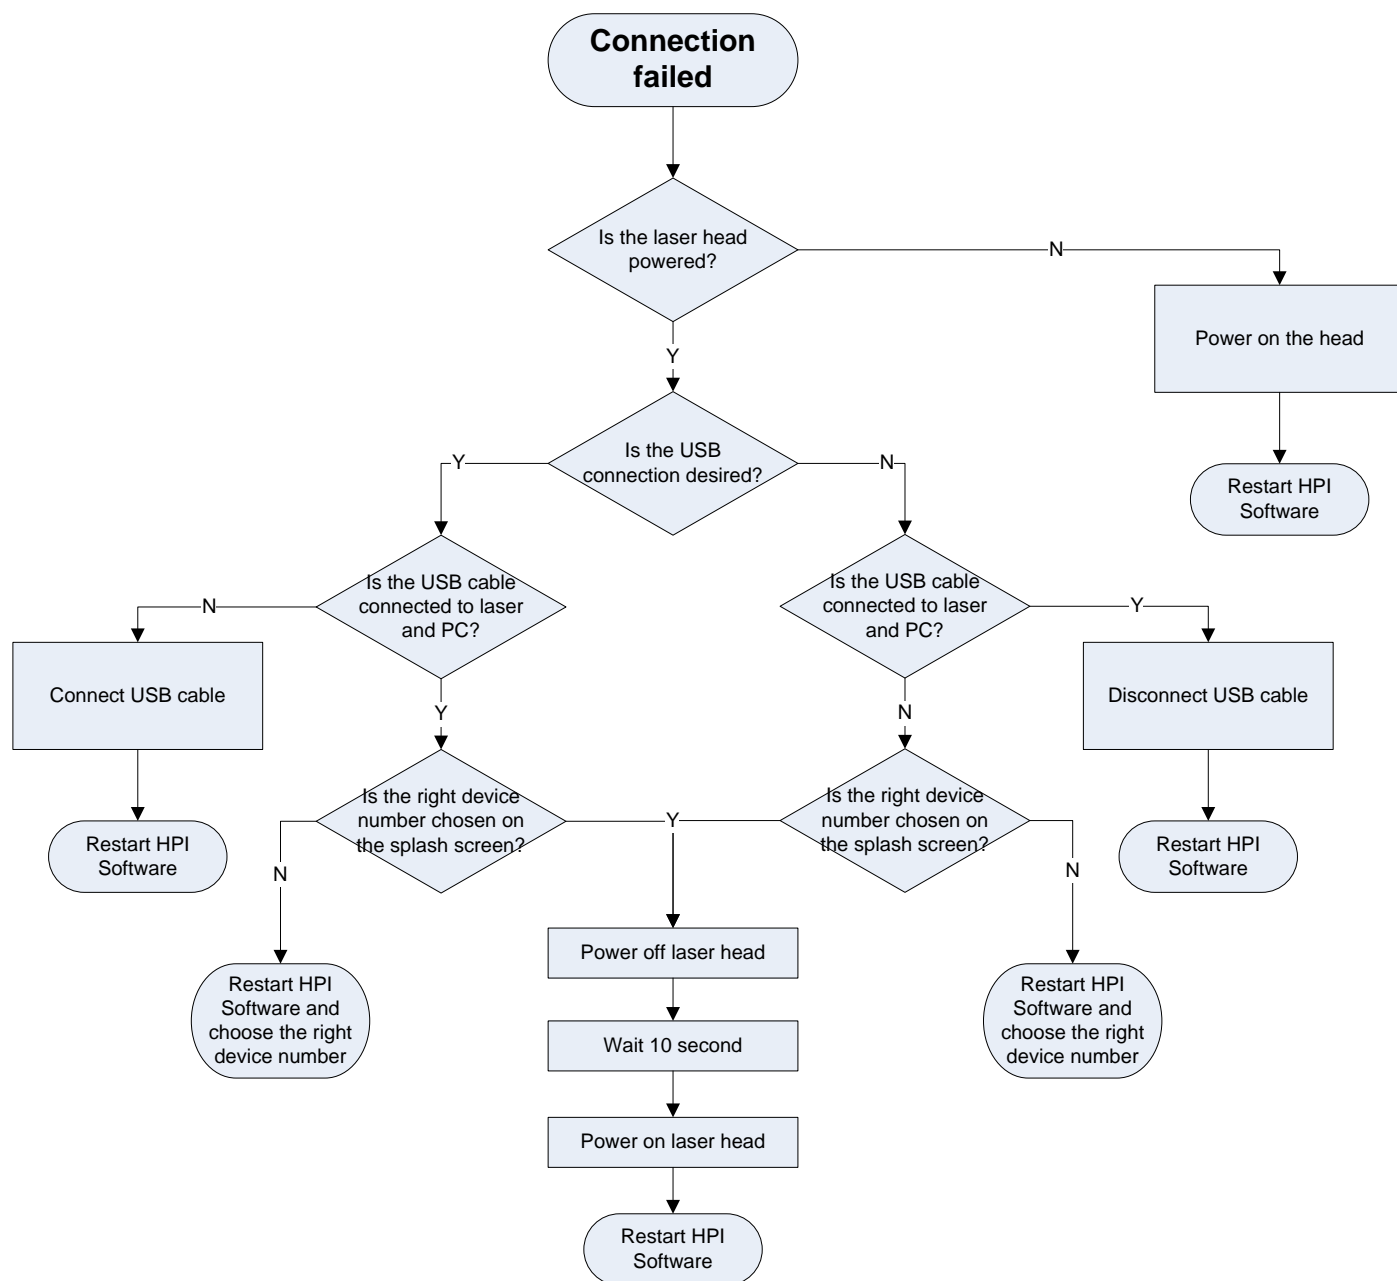 Connection
failed
Is the laser head
powered?
N
Power on the head
Restart HPI
Software
Y
Is the USB
connection desired?
Y
N
Is the USB cable
connected to laser
and PC?
Is the USB cable
connected to laser
and PC?
N
Y
Connect USB cable
Disconnect USB cable
Y
N
Is the right device
number chosen on
the splash screen?
Y
Is the right device
number chosen on
the splash screen?
Restart HPI
Software
Restart HPI
Software
N
N
Power off laser head
Restart HPI
Software and
choose the right
device number
Wait 10 second
Restart HPI
Software and
choose the right
device number
Power on laser head
Restart HPI
Software